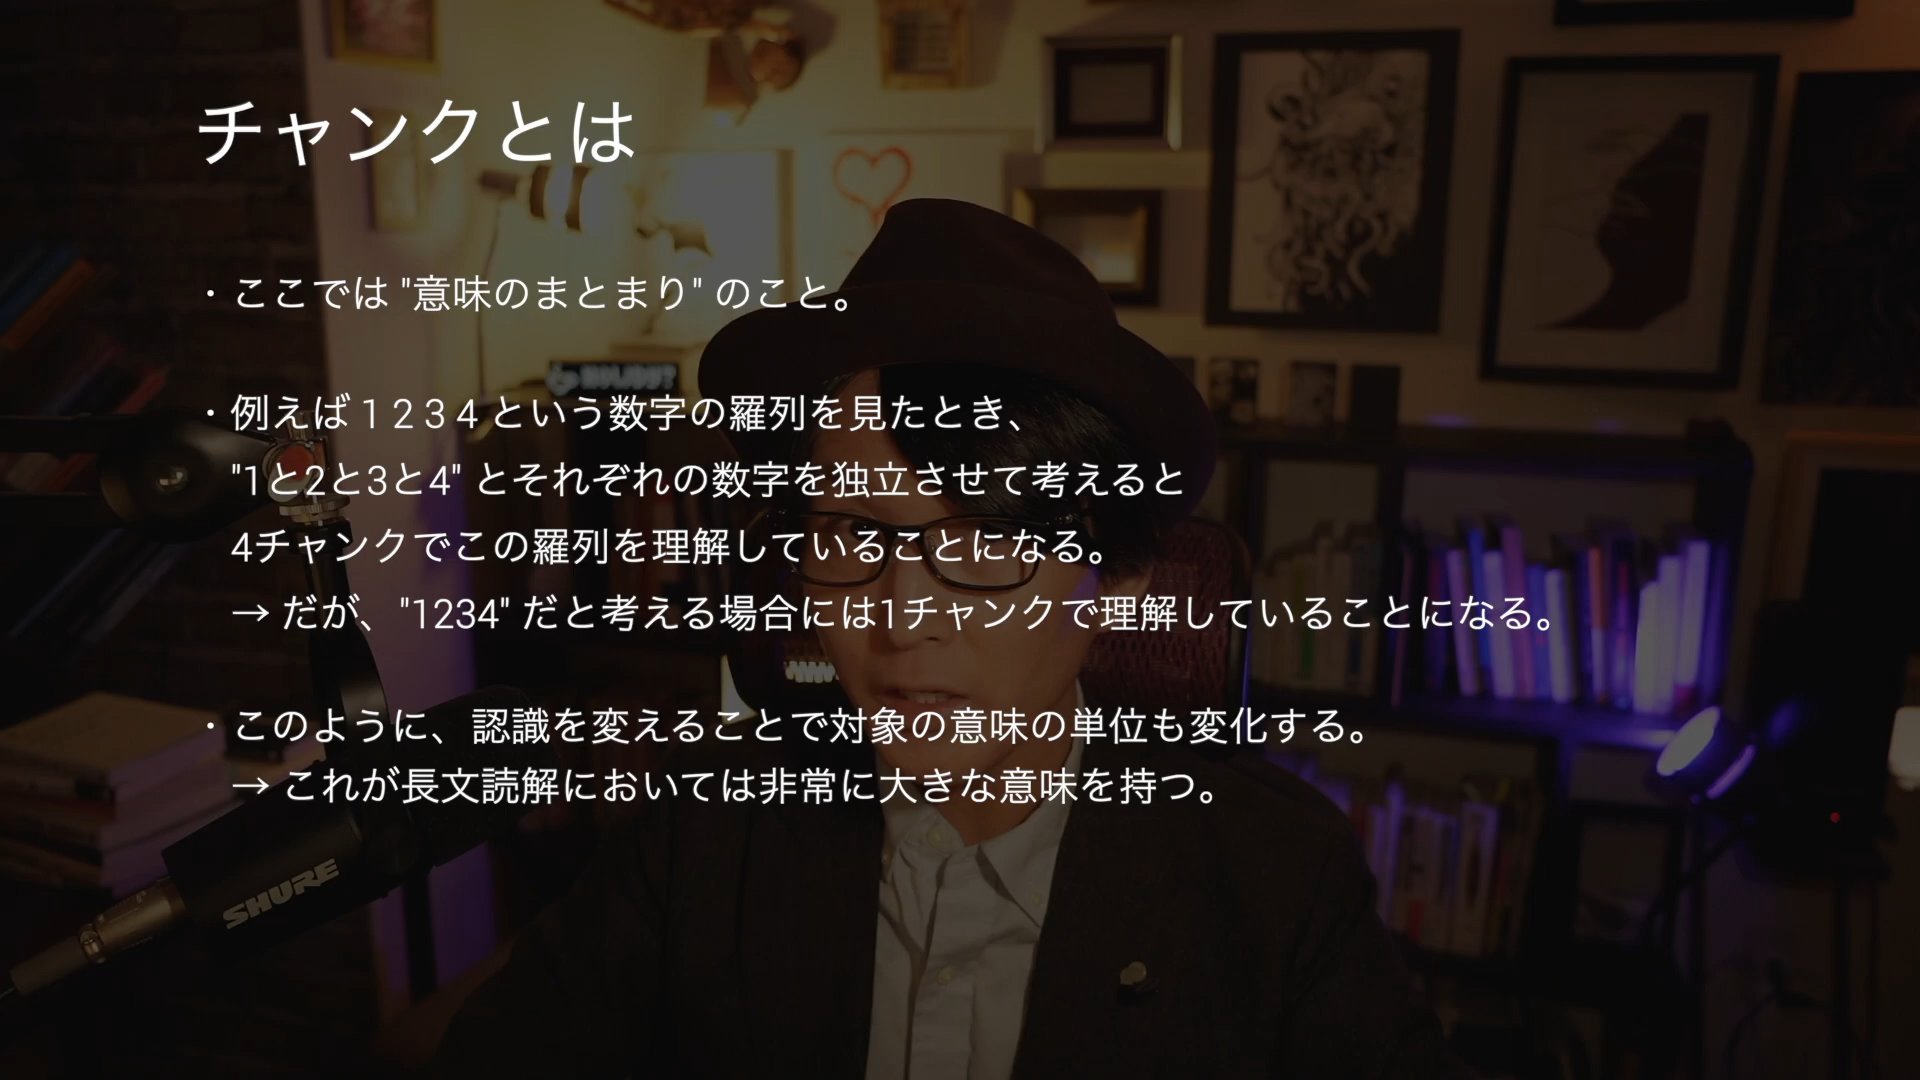 チャンクとは
・ここでは "意味のまとまり" のこと。
・例えば 1 2 3 4 という数字の羅列を見たとき、
"1と2と3と4" とそれぞれの数字を独立させて考えると
4チャンクでこの羅列を理解していることになる。
→ だが、"1234" だと考える場合には1チャンクで理解していることになる。
・このように、認識を変えることで対象の意味の単位も変化する。
→ これが長文読解においては非常に大きな意味を持つ。
SHURE